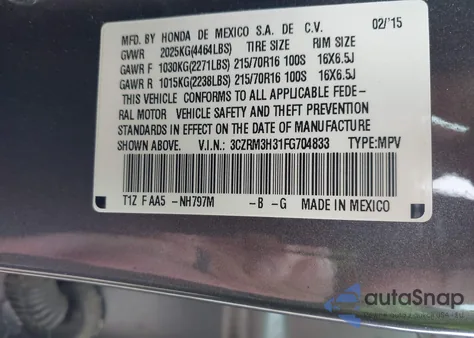 MFD. BY HONDA DE MEXICO S.A. DE C.V. 02/'15
GVWR 2025KG(4464LBS) TIRE SIZE RIM SIZE
GAWR F 1030KG(2271LBS) 215/70R16 100S 16X6.5J
GAWR R 1015KG(2238LBS) 215/70R16 100S 16X6.5J
THIS VEHICLE CONFORMS TO ALL APPLICABLE FEDE-
RAL MOTOR VEHICLE SAFETY AND THEFT PREVENTION
STANDARDS IN EFFECT ON THE DATE OF MANUFACTURE
SHOWN ABOVE. V.I.N.: 3CZRM3H31FG704833 TYPE:MPV
T1Z F AA5 -NH797M -B -G MADE IN MEXICO
autoSnap